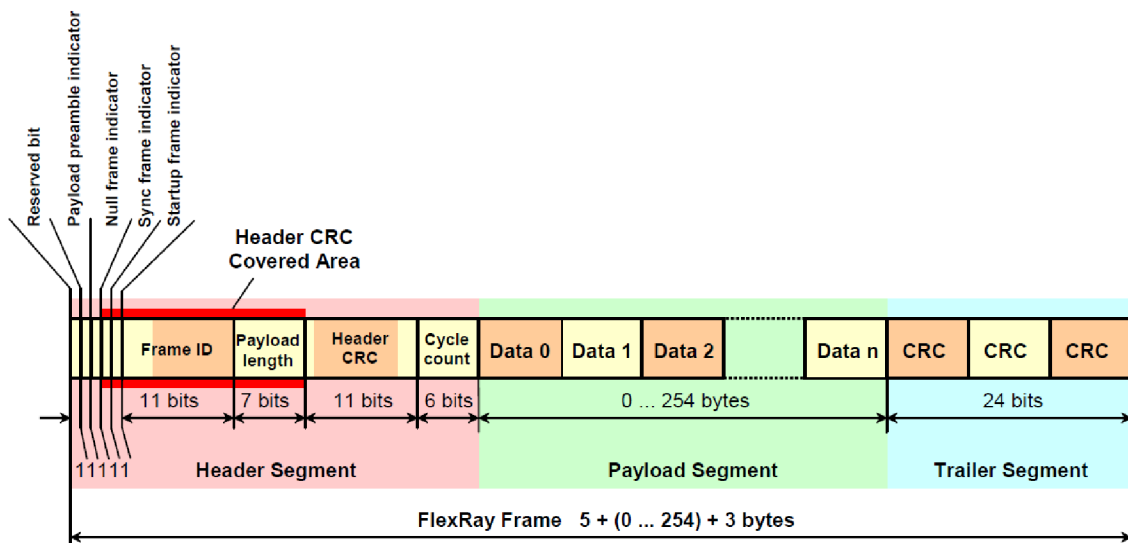 Reserved bit
Payload preamble indicator
Null frame indicator
Sync frame indicator
Startup frame indicator
Header CRC
Covered Area
Frame ID
Payload
length
Header
CRC
Cycle
count
Data 0
Data 1
Data 2
Data n
CRC
CRC
CRC
11 bits
7 bits
11 bits
6 bits
0 ... 254 bytes
24 bits
11111
Header Segment
Payload Segment
Trailer Segment
FlexRay Frame 5 + (0 ... 254) + 3 bytes